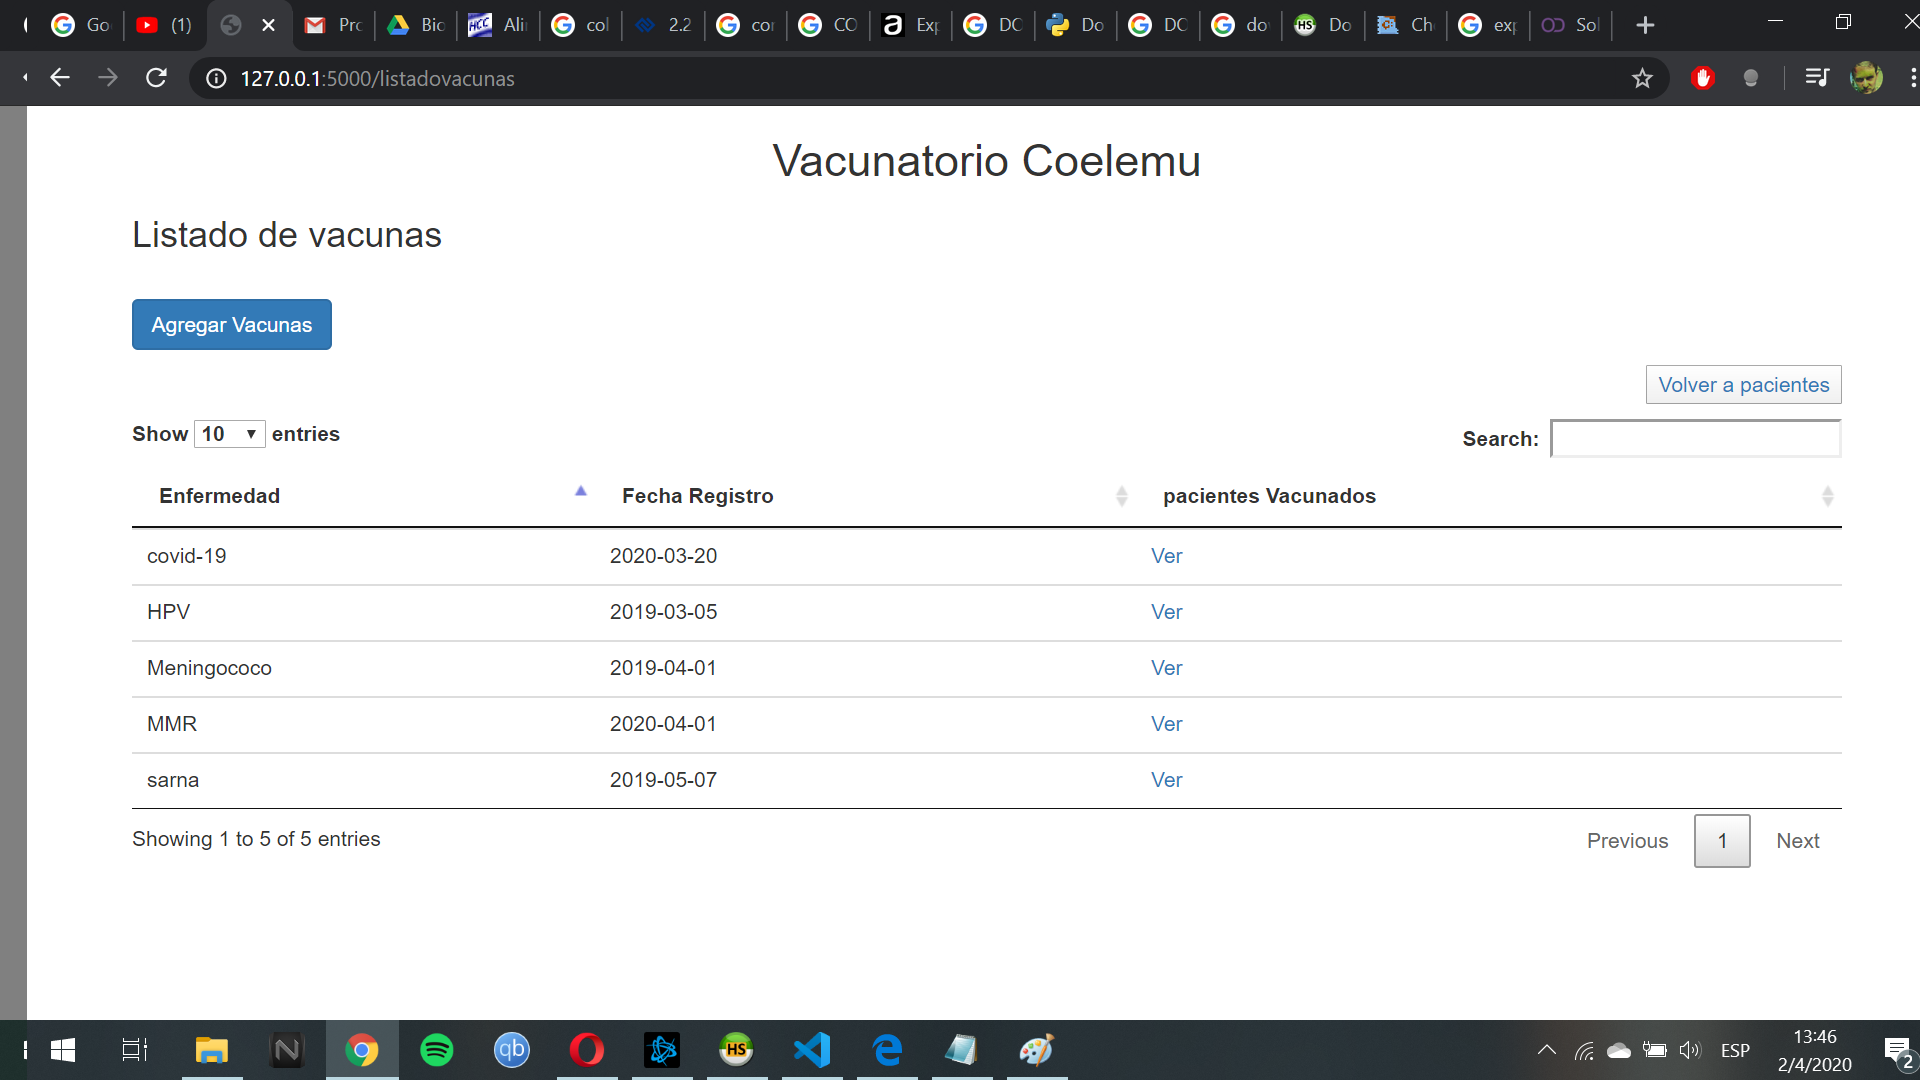 Go
(1)
Pro
Bio
Ali
col
2.2
cor
CO
Exp
DC
Do
DC
do
Do
Ch
exp
Sol
127.0.0.1:5000/listadovacunas
Vacunatorio Coelemu
Listado de vacunas
Agregar Vacunas
Volver a pacientes
Show 10 entries
Search:
Enfermedad Fecha Registro pacientes Vacunados
covid-19 2020-03-20 Ver
HPV 2019-03-05 Ver
Meningococo 2019-04-01 Ver
MMR 2020-04-01 Ver
sarna 2019-05-07 Ver
Showing 1 to 5 of 5 entries
Previous 1 Next
ESP
13:46
2/4/2020
2